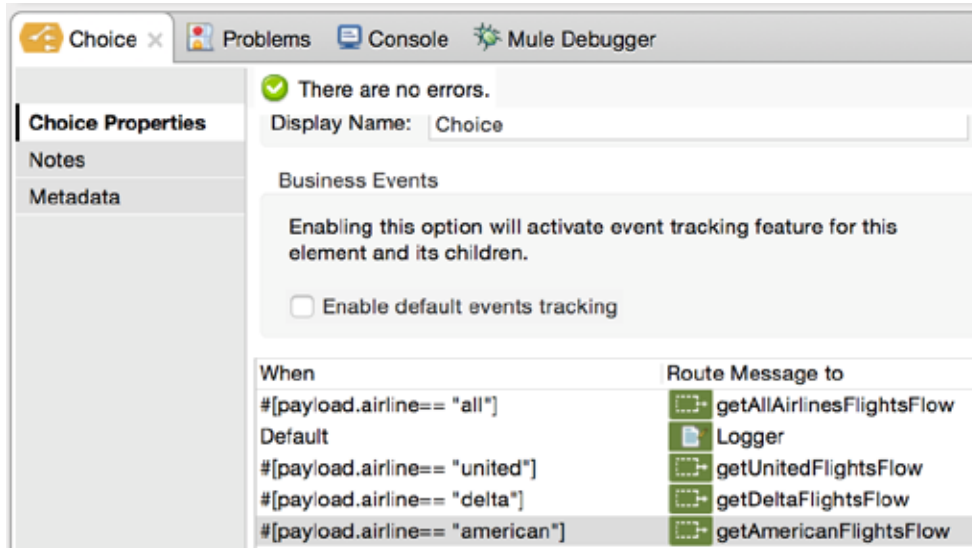 Choice Problems Console Mule Debugger
There are no errors.
Choice Properties
Display Name: Choice
Notes
Metadata
Business Events
Enabling this option will activate event tracking feature for this
element and its children.
Enable default events tracking
When Route Message to
#[payload.airline== "all"] getAllAirlinesFlightsFlow
Default Logger
#[payload.airline== "united"] getUnitedFlightsFlow
#[payload.airline== "delta"] getDeltaFlightsFlow
#[payload.airline== "american"] getAmericanFlightsFlow